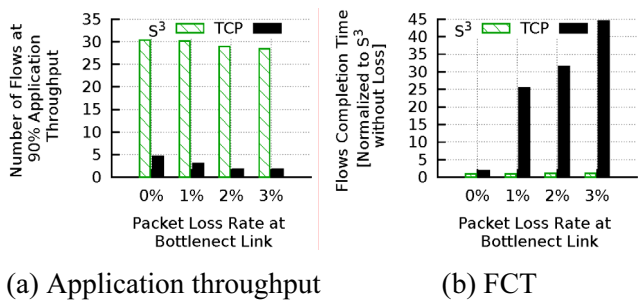 Number of Flows at
90% Application
Throughput
35
30
25
20
15
10
5
0
S³ TCP
0% 1% 2% 3%
Packet Loss Rate at
Bottlenect Link
(a) Application throughput
Flows Completion Time
[Normalized to S³
without Loss]
45
40
35
30
25
20
15
10
5
0
S³ TCP
0% 1% 2% 3%
Packet Loss Rate at
Bottlenect Link
(b) FCT